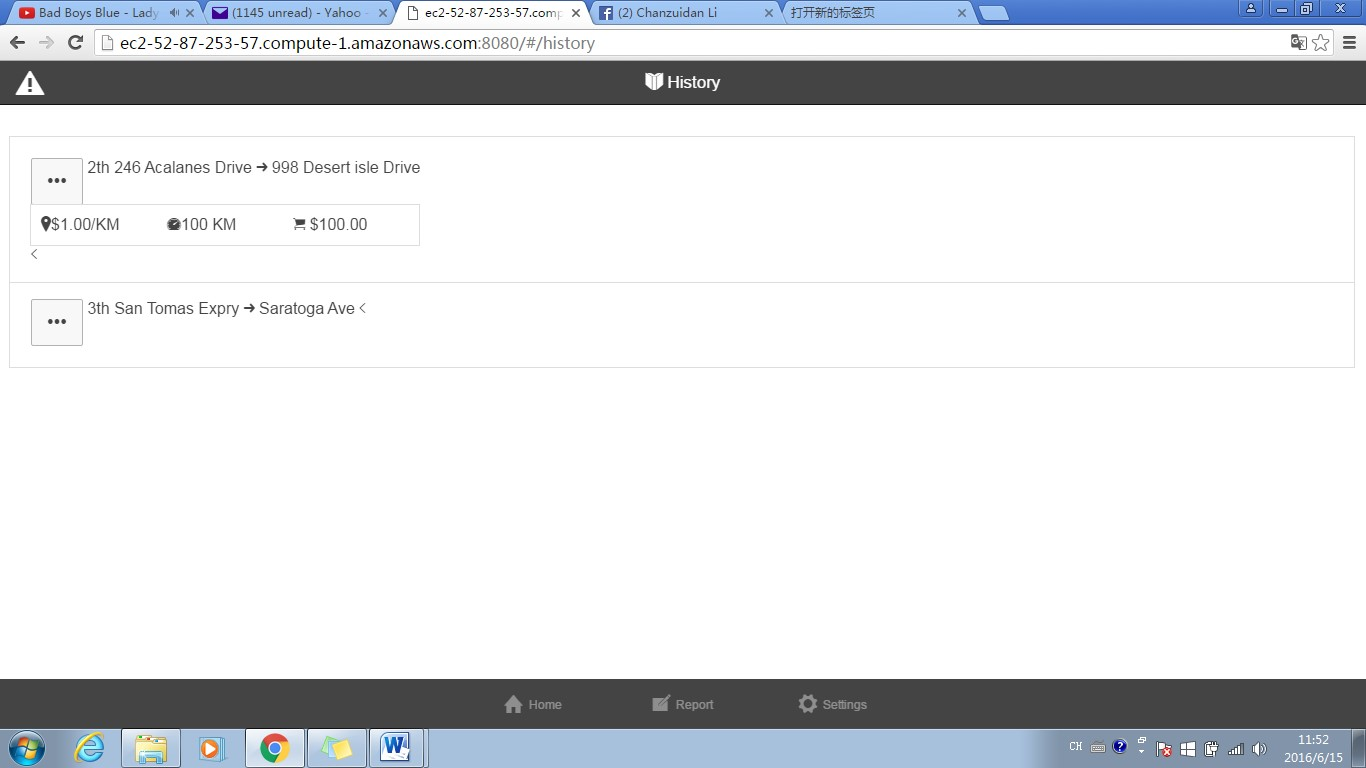 Bad Boys Blue - Lady
(1145 unread) - Yahoo
ec2-52-87-253-57.comp
(2) Chanzuidan Li
打开新的标签页
ec2-52-87-253-57.compute-1.amazonaws.com:8080/#/history
History
2th 246 Acalanes Drive ➔ 998 Desert isle Drive
$1.00/KM 100 KM $100.00
<
3th San Tomas Expry ➔ Saratoga Ave <
Home Report Settings
CH
11:52
2016/6/15